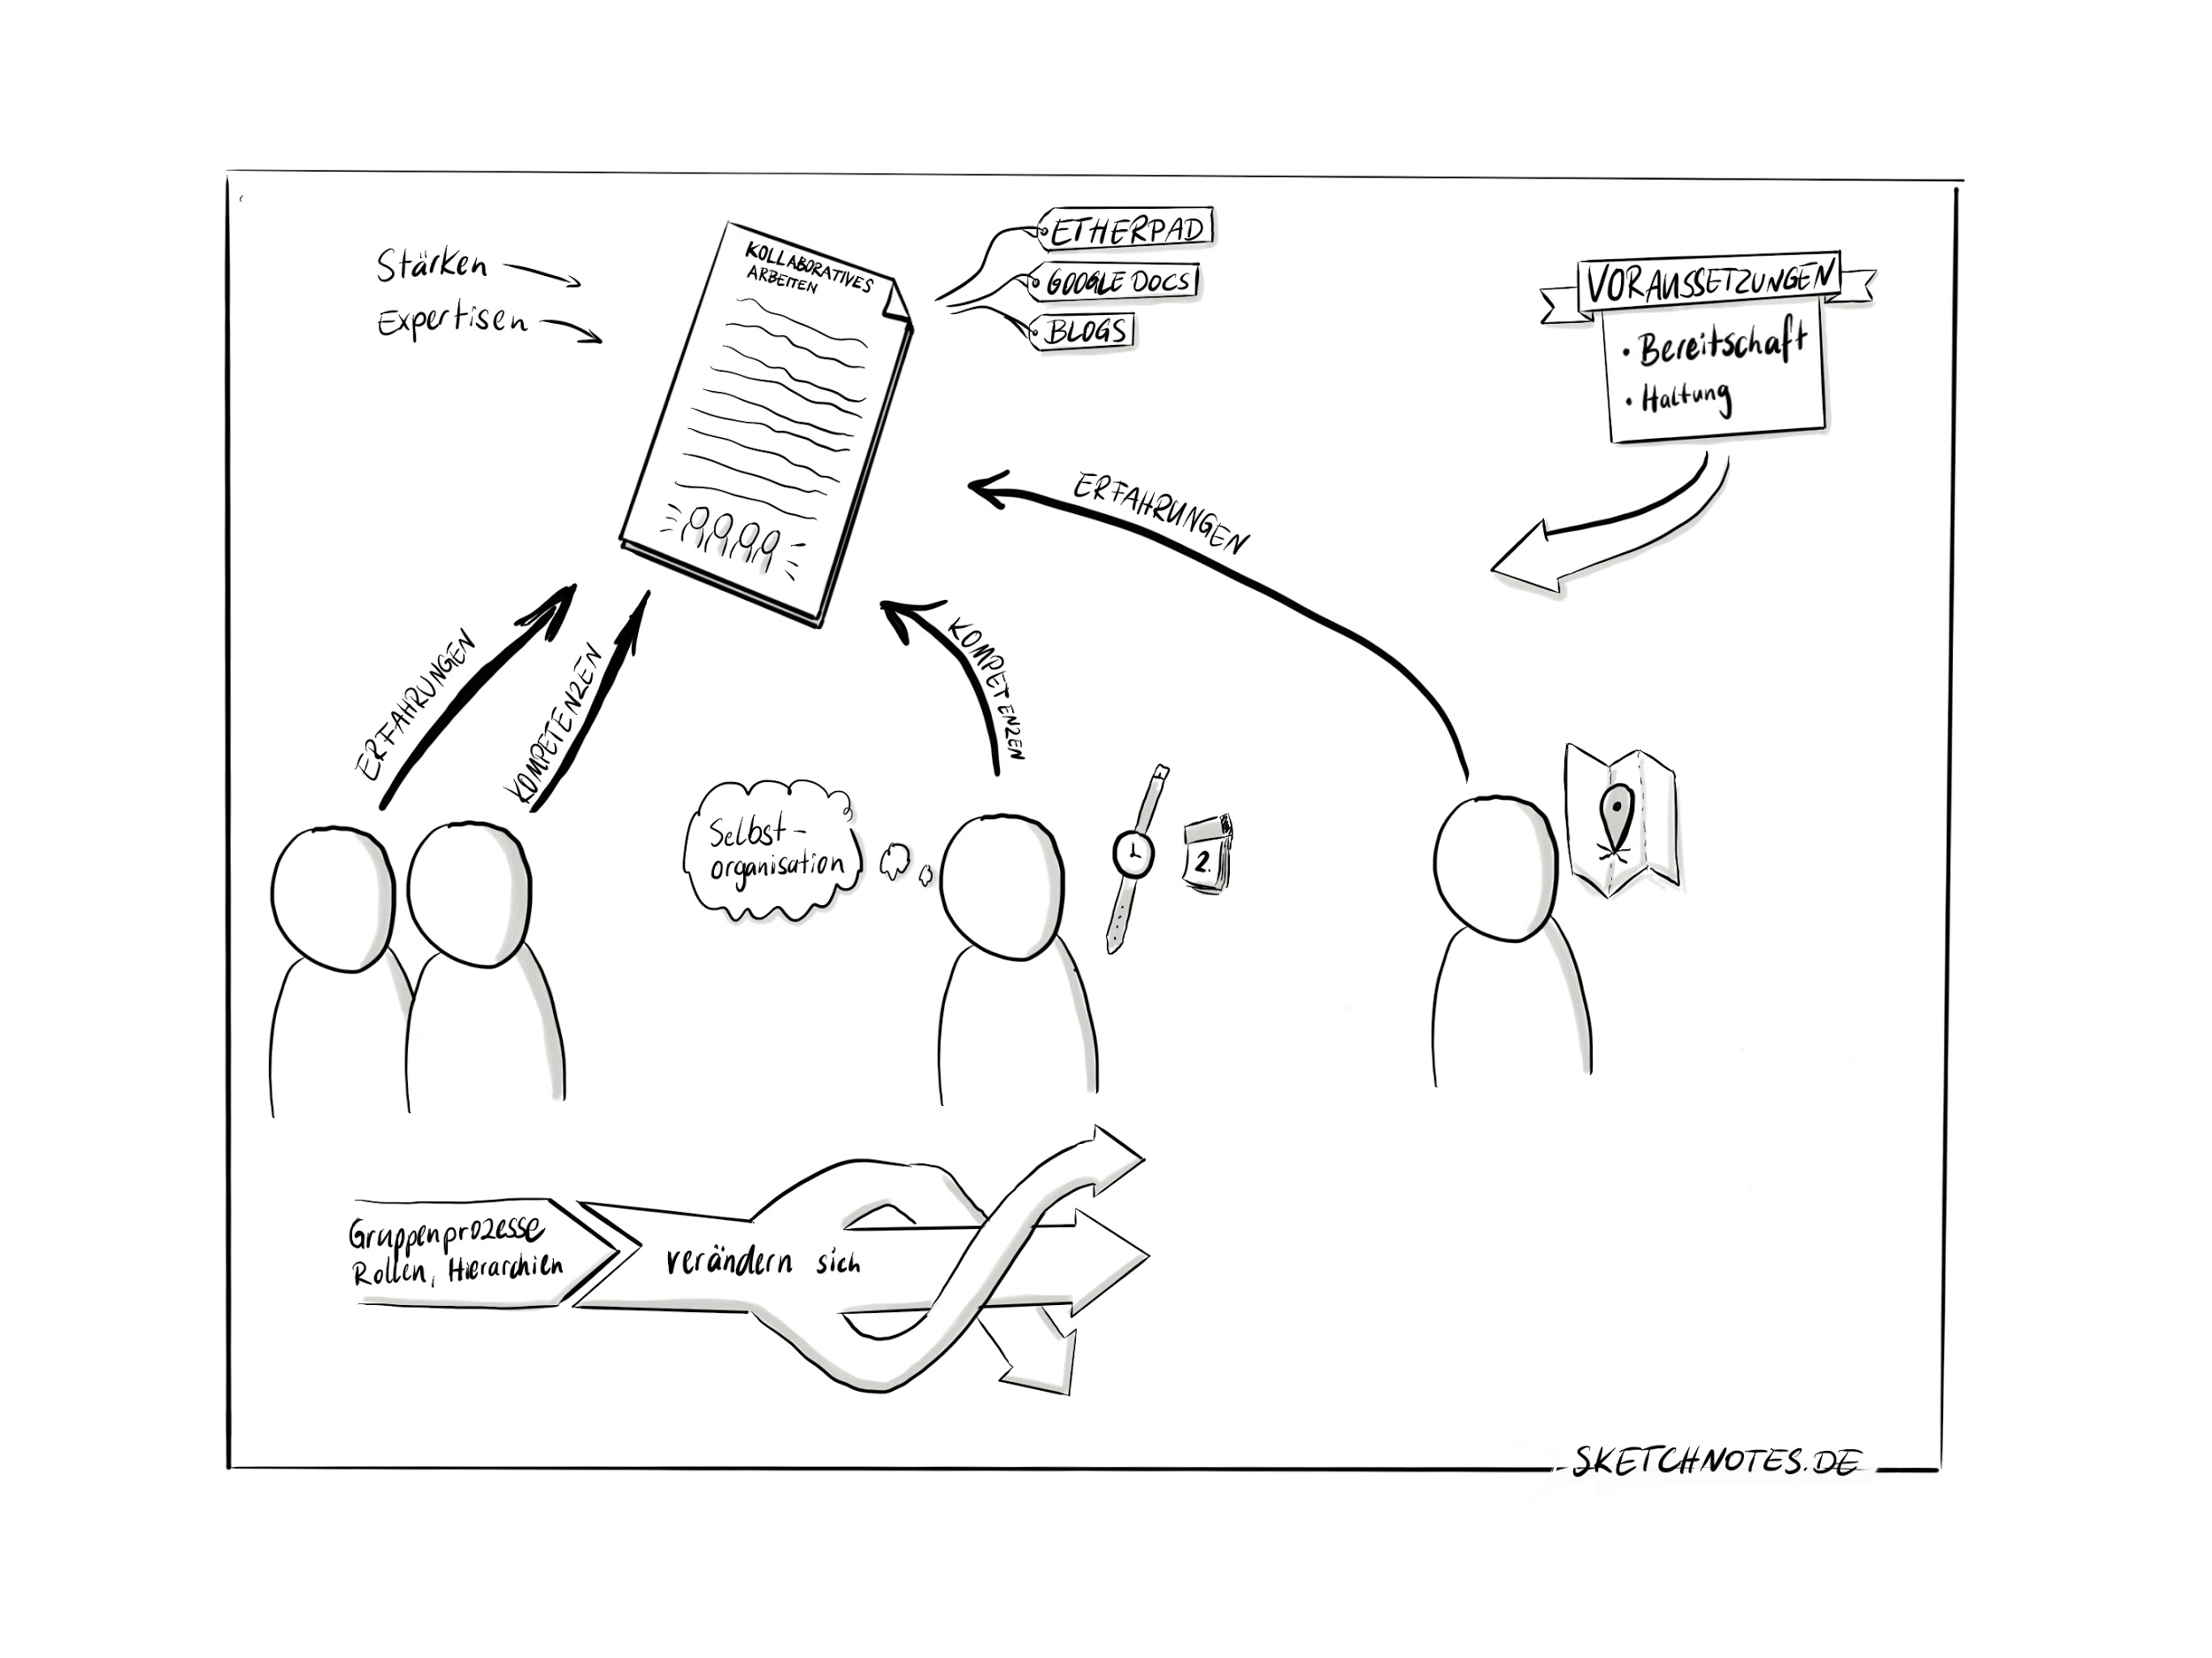 Stärken
Expertisen
KOLLABORATIVES
ARBEITEN
ETHERPAD
GOOGLE DOCS
BLOGS
VORAUSSETZUNGEN
• Bereitschaft
• Haltung
ERFAHRUNGEN
KOMPETENZEN
KOMPETENZEN
ERFAHRUNGEN
Selbst-
organisation
2.
Gruppenprozesse
Rollen, Hierarchien
verändern sich
SKETCHNOTES.DE